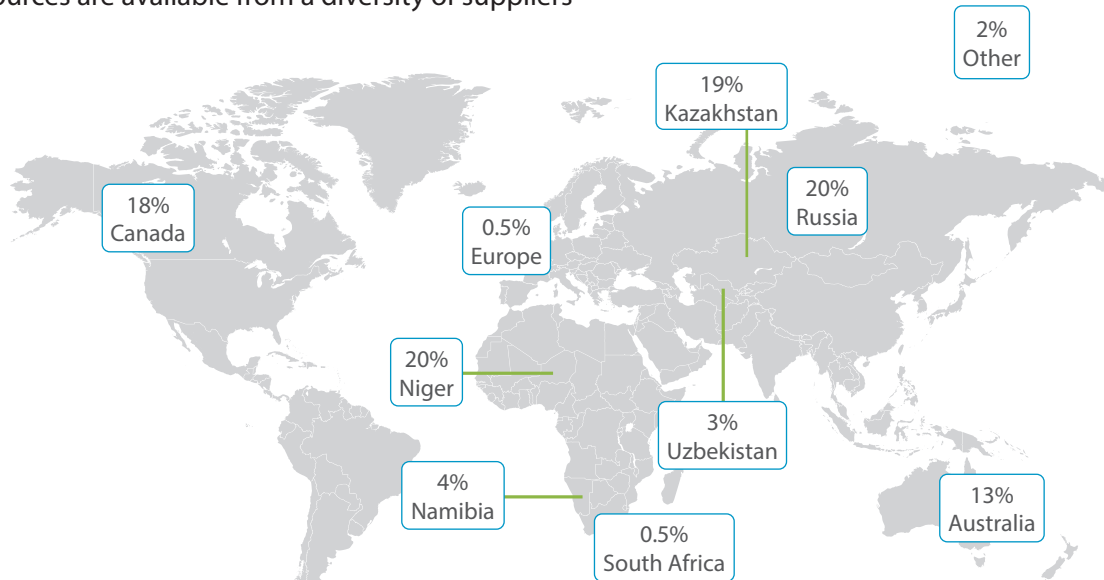 are available from a diversity of suppliers
2%
Other
19%
Kazakhstan
18%
Canada
20%
Russia
0.5%
Europe
20%
Niger
3%
Uzbekistan
4%
Namibia
13%
Australia
0.5%
South Africa